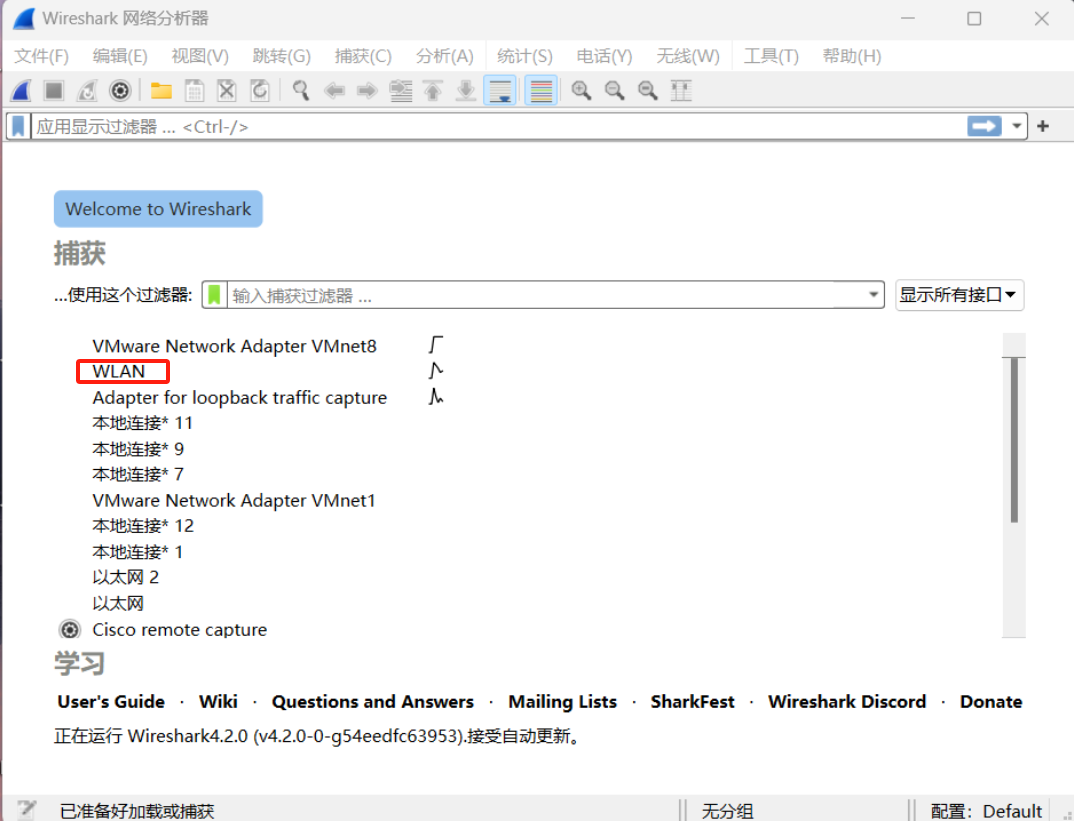 Wireshark 网络分析器
文件(F) 编辑(E) 视图(V) 跳转(G) 捕获(C) 分析(A) 统计(S) 电话(Y) 无线(W) 工具(T) 帮助(H)
应用显示过滤器 … <Ctrl-/>
Welcome to Wireshark
捕获
…使用这个过滤器: 输入捕获过滤器 … 显示所有接口
VMware Network Adapter VMnet8
WLAN
Adapter for loopback traffic capture
本地连接* 11
本地连接* 9
本地连接* 7
VMware Network Adapter VMnet1
本地连接* 12
本地连接* 1
以太网 2
以太网
Cisco remote capture
学习
User's Guide · Wiki · Questions and Answers · Mailing Lists · SharkFest · Wireshark Discord · Donate
正在运行 Wireshark4.2.0 (v4.2.0-0-g54eedfc63953).接受自动更新。
已准备好加载或捕获 无分组 配置: Default